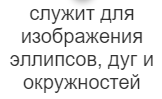 служит для
изображения
эллипсов, дуг и
окружностей